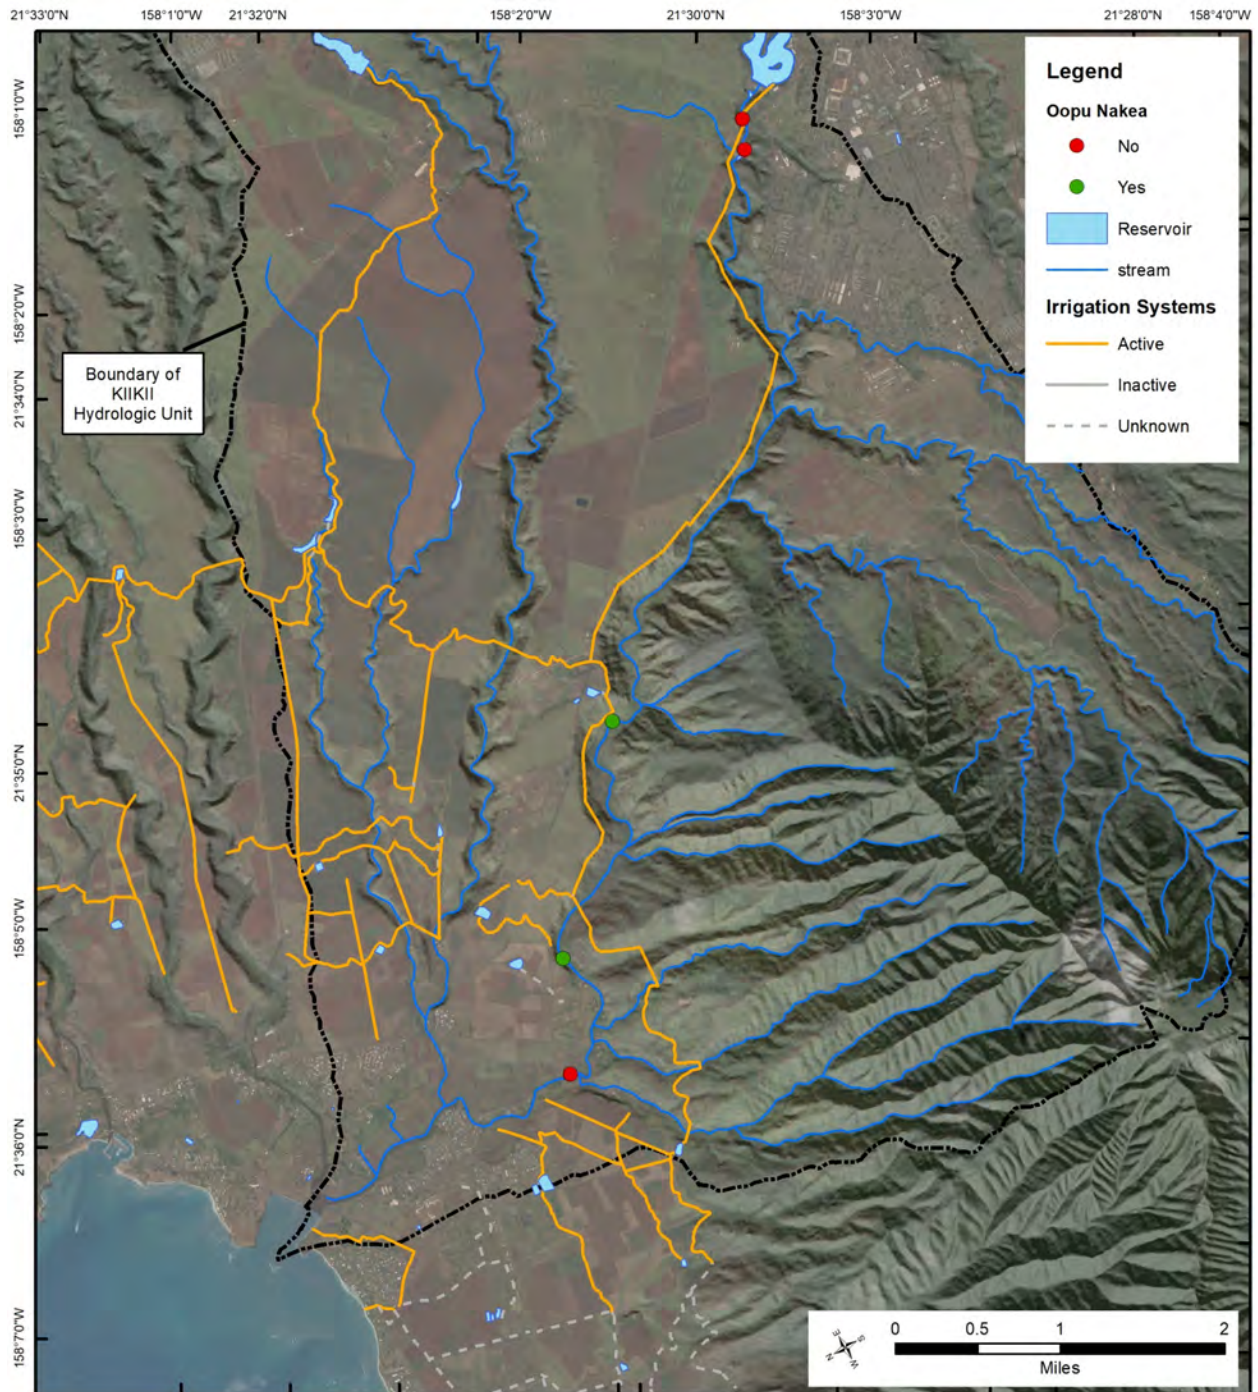 21°33'0"N 158°1'0"W 21°32'0"N 158°2'0"W 21°30'0"N 158°3'0"W 21°28'0"N 158°4'0"W
158°1'0"W
158°2'0"W
21°34'0"N
158°3'0"W
21°35'0"N
158°5'0"W
21°36'0"N
158°7'0"W
Boundary of
KIIKII
Hydrologic Unit
Legend
Oopu Nakea
No
Yes
Reservoir
stream
Irrigation Systems
Active
Inactive
Unknown
N
E
S
W
0 0.5 1 2
Miles